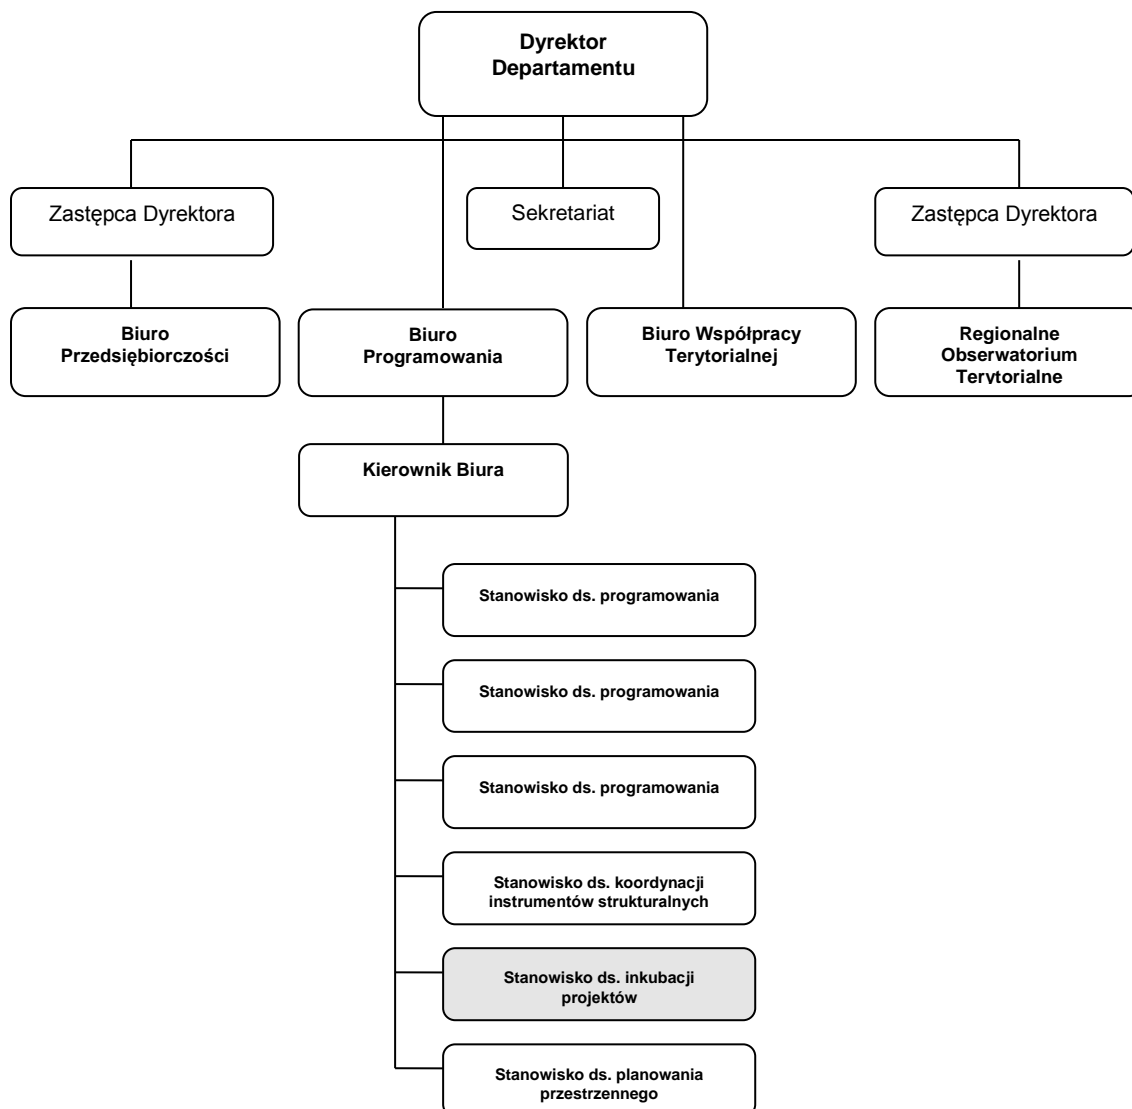 Dyrektor
Departamentu
Zastępca Dyrektora
Sekretariat
Zastępca Dyrektora
Biuro
Przedsiębiorczości
Biuro
Programowania
Biuro Współpracy
Terytorialnej
Regionalne
Obserwatorium
Terytorialne
Kierownik Biura
Stanowisko ds. programowania
Stanowisko ds. programowania
Stanowisko ds. programowania
Stanowisko ds. koordynacji
instrumentów strukturalnych
Stanowisko ds. inkubacji
projektów
Stanowisko ds. planowania
przestrzennego